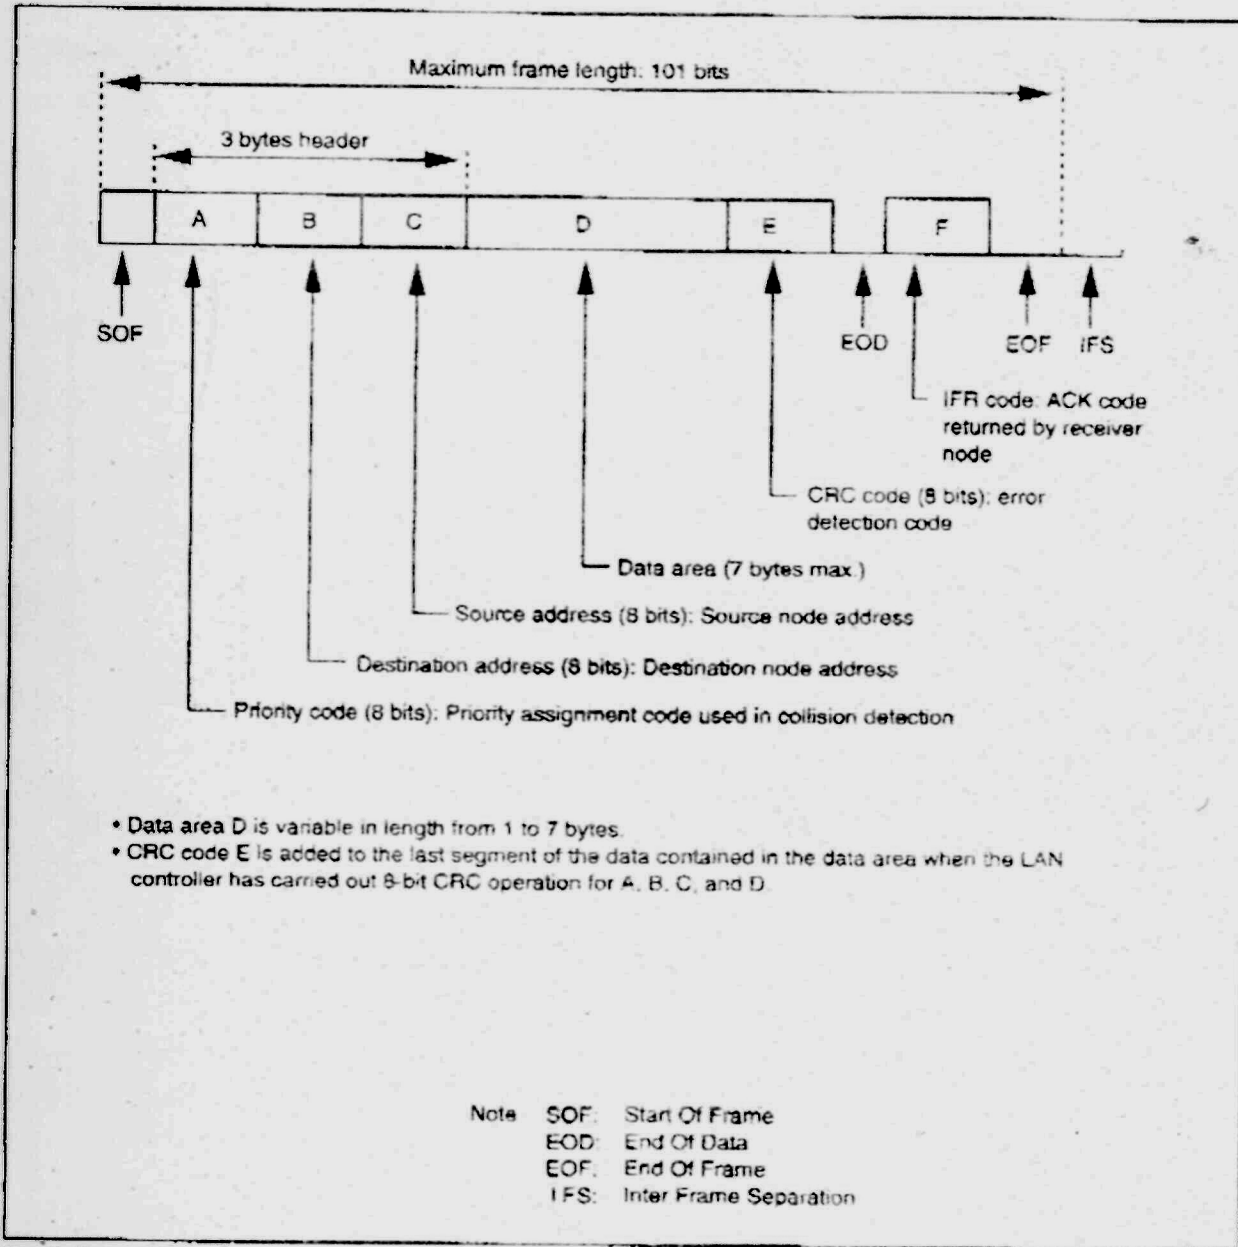 Maximum frame length: 101 bits
3 bytes header
A B C D E F
SOF EOD EOF IFS
IFR code: ACK code
returned by receiver
node
CRC code (8 bits): error
detection code
Data area (7 bytes max.)
Source address (8 bits): Source node address
Destination address (8 bits): Destination node address
Priority code (8 bits): Priority assignment code used in collision detection
• Data area D is variable in length from 1 to 7 bytes.
• CRC code E is added to the last segment of the data contained in the data area when the LAN
controller has carried out 8-bit CRC operation for A, B, C, and D.
Note SOF: Start Of Frame
EOD: End Of Data
EOF: End Of Frame
IFS: Inter Frame Separation